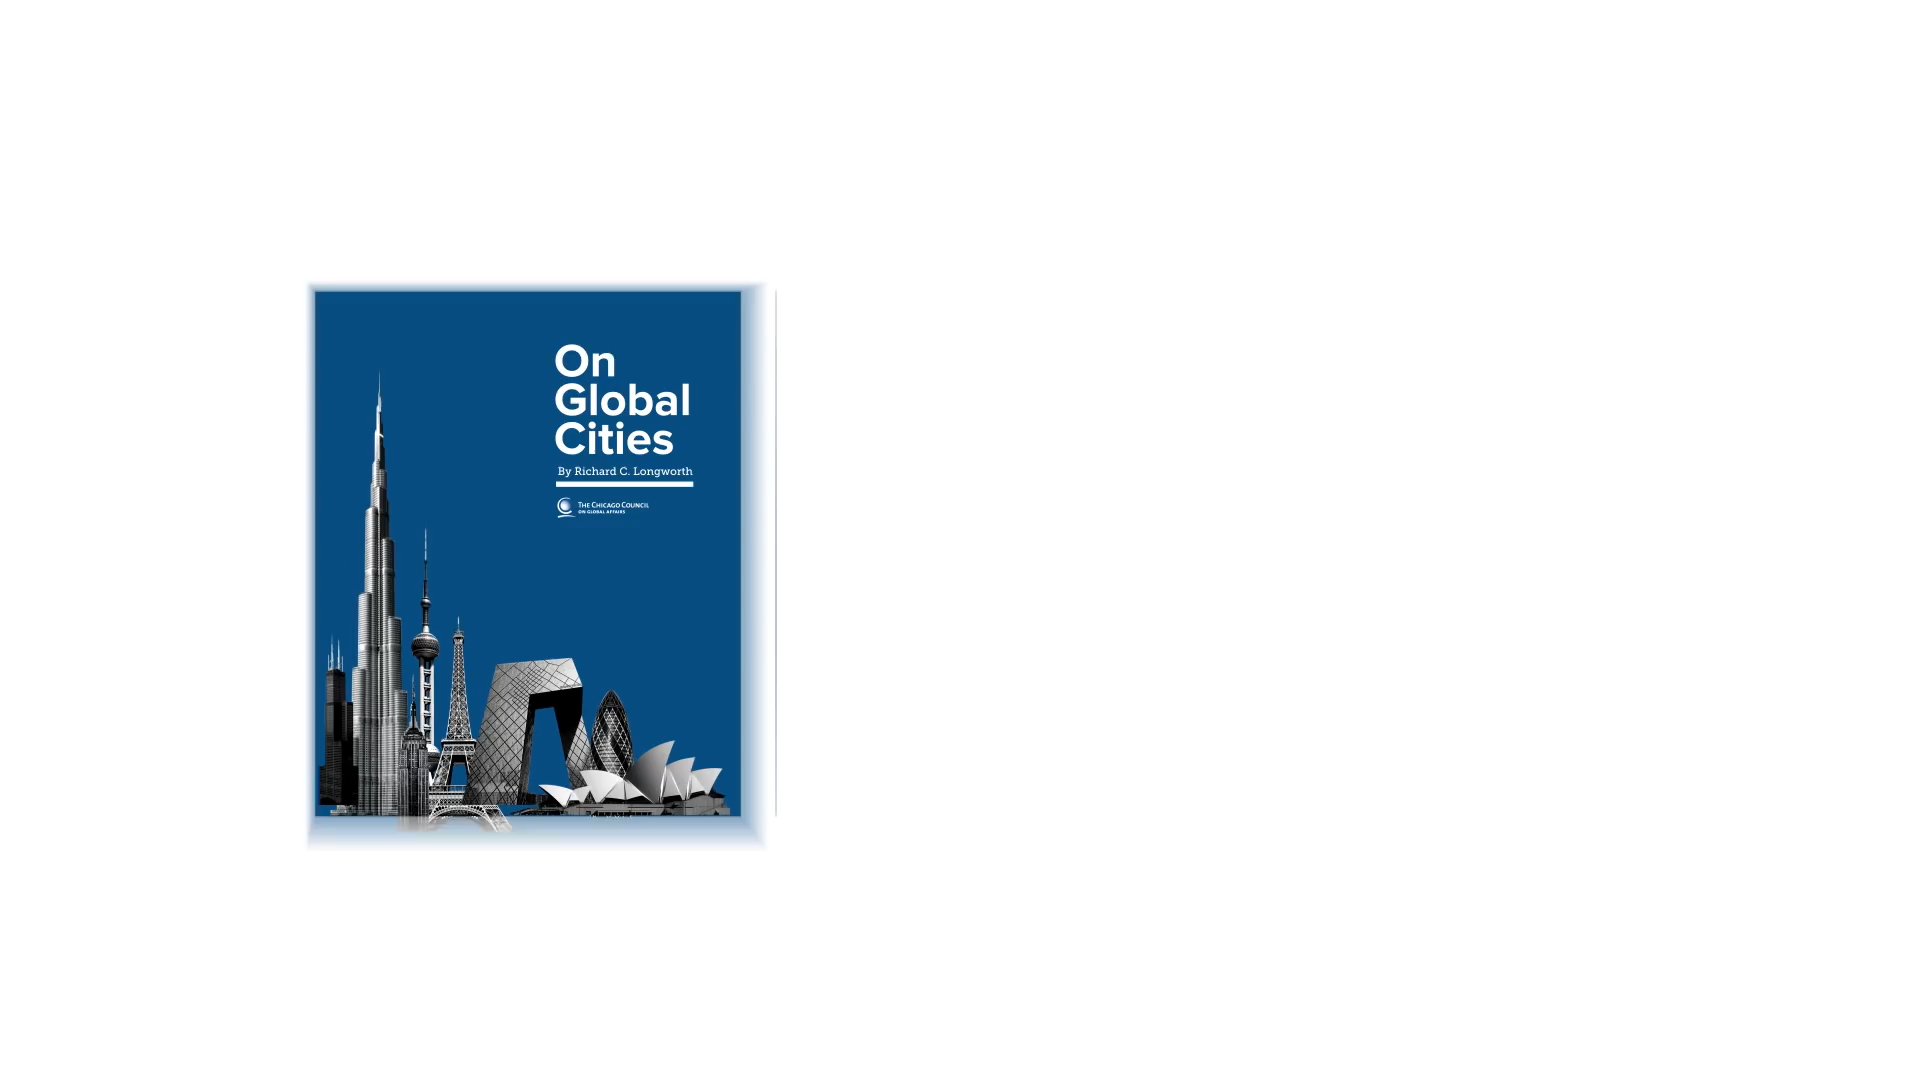 On
Global
Cities
By Richard C. Longworth
THE CHICAGO COUNCIL
ON GLOBAL AFFAIRS